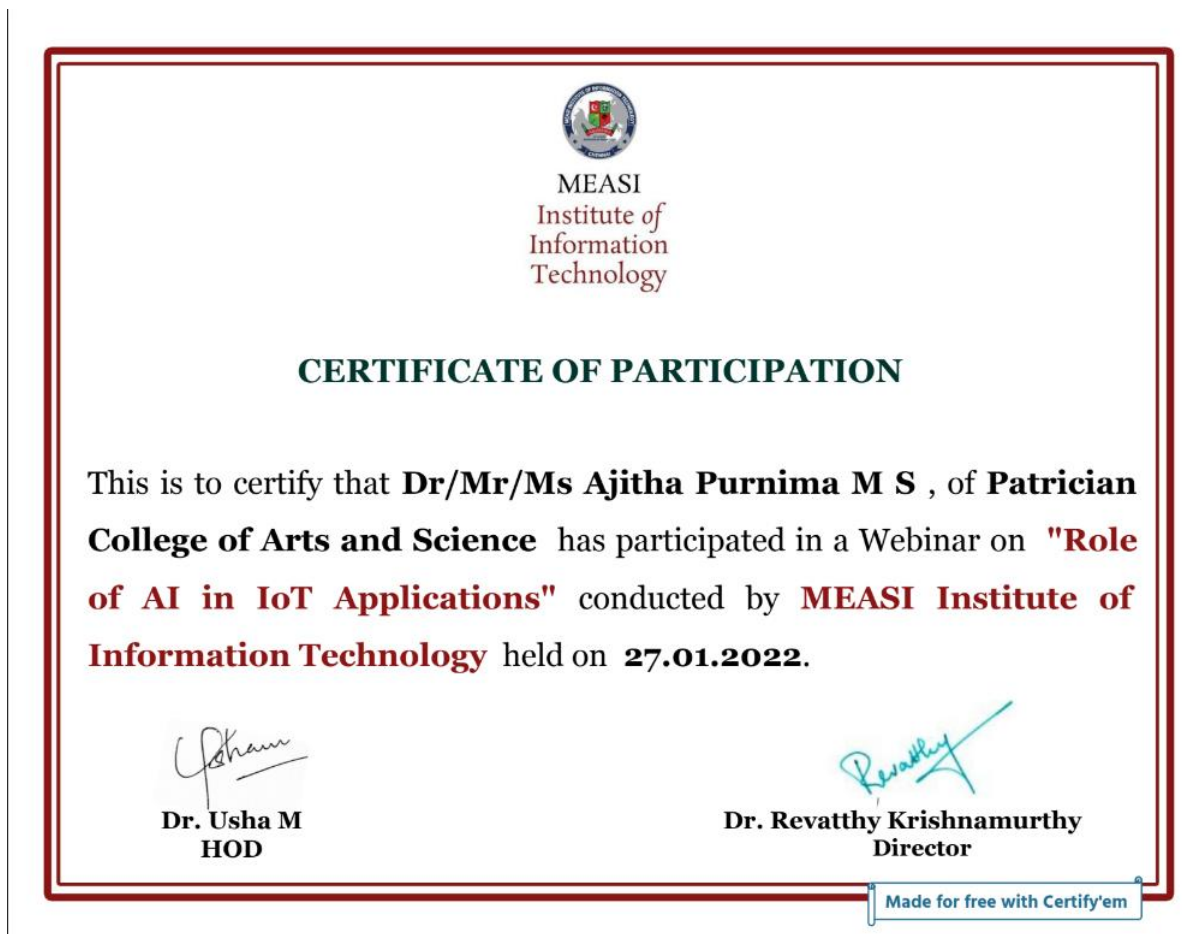 MEASI
Institute of
Information
Technology
CERTIFICATE OF PARTICIPATION
This is to certify that Dr/Mr/Ms Ajitha Purnima M S , of Patrician
College of Arts and Science has participated in a Webinar on "Role
of AI in IoT Applications" conducted by MEASI Institute of
Information Technology held on 27.01.2022.
Revatthy
Dr. Usha M
HOD
Dr. Revatthy Krishnamurthy
Director
Made for free with Certify'em